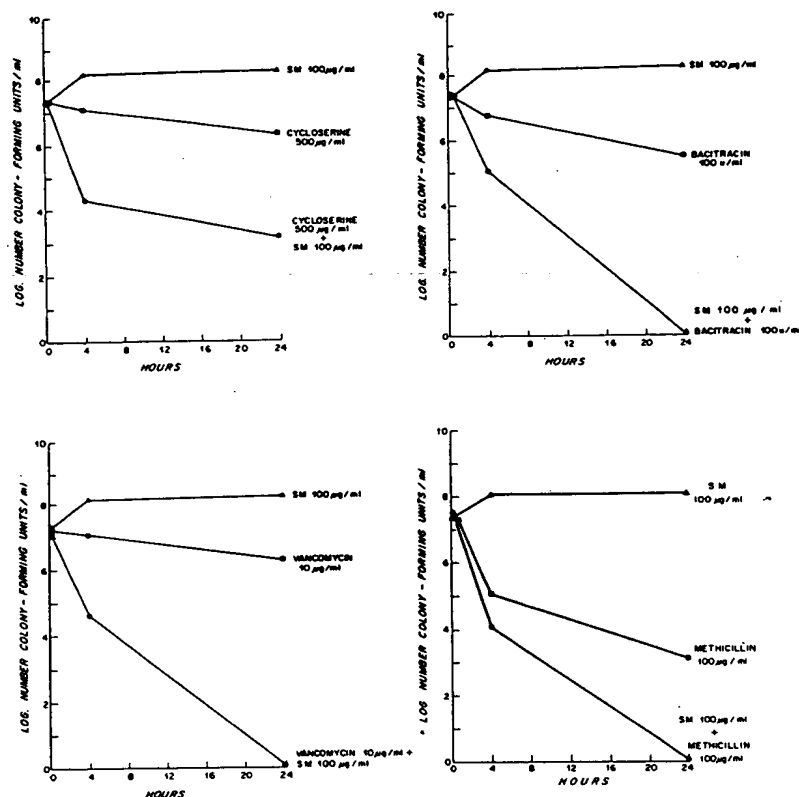 LOG. NUMBER COLONY - FORMING UNITS / ml
10
8
6
4
2
0
SM 100 µg/ml
CYCLOSERINE
500 µg/ml
CYCLOSERINE
500 µg/ml
+
SM 100 µg/ml
0 4 8 12 16 20 24
HOURS
LOG. NUMBER COLONY - FORMING UNITS / ml
10
8
6
4
2
0
SM 100 µg/ml
BACITRACIN
100 u/ml
SM 100 µg/ml
+
BACITRACIN 100 u/ml
0 4 8 12 16 20 24
HOURS
LOG. NUMBER COLONY - FORMING UNITS / ml
10
8
6
4
2
0
SM 100 µg/ml
VANCOMYCIN
10 µg/ml
VANCOMYCIN 10 µg/ml +
SM 100 µg/ml
0 4 8 12 16 20 24
HOURS
LOG NUMBER COLONY - FORMING UNITS / ml
10
8
6
4
2
0
SM
100 µg/ml
METHICILLIN
100 µg/ml
SM 100 µg/ml
+
METHICILLIN
100 µg/ml
0 4 8 12 16 20 24
HOURS